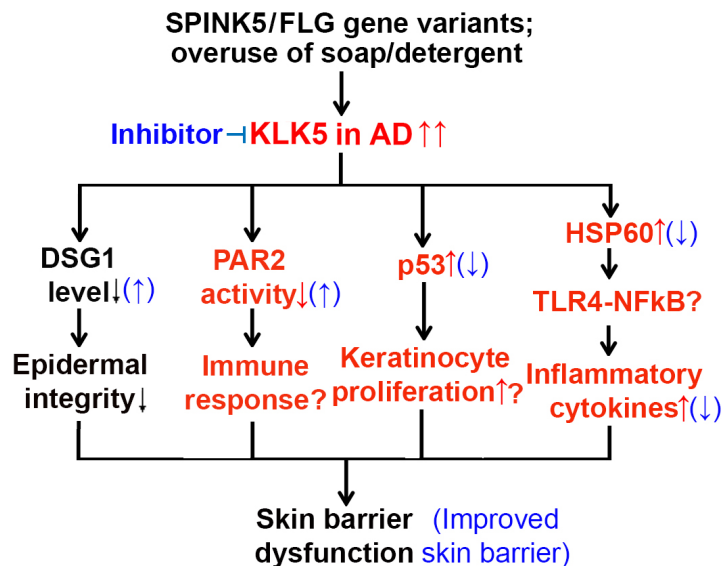 SPINK5/FLG gene variants;
overuse of soap/detergent
Inhibitor ⊣KLK5 in AD↑↑
DSG1
level↓(↑)
Epidermal
integrity↓
PAR2
activity↓(↑)
Immune
response?
p53↑(↓)
Keratinocyte
proliferation↑?
HSP60↑(↓)
TLR4-NFkB?
Inflammatory
cytokines↑(↓)
Skin barrier (Improved
dysfunction skin barrier)